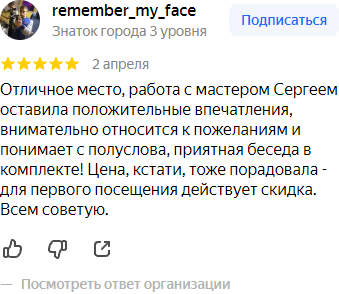 remember_my_face
Знаток города 3 уровня
Подписаться
2 апреля
Отличное место, работа с мастером Сергеем
оставила положительные впечатления,
внимательно относится к пожеланиям и
понимает с полуслова, приятная беседа в
комплекте! Цена, кстати, тоже порадовала -
для первого посещения действует скидка.
Всем советую.
— Посмотреть ответ организации